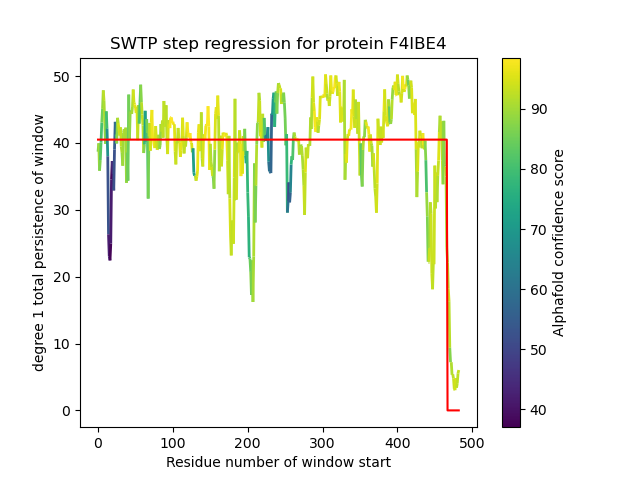 SWTP step regression for protein F4IBE4
degree 1 total persistence of window
50
40
30
20
10
0
0 100 200 300 400 500
Residue number of window start
90
80
70
60
50
40
Alphafold confidence score